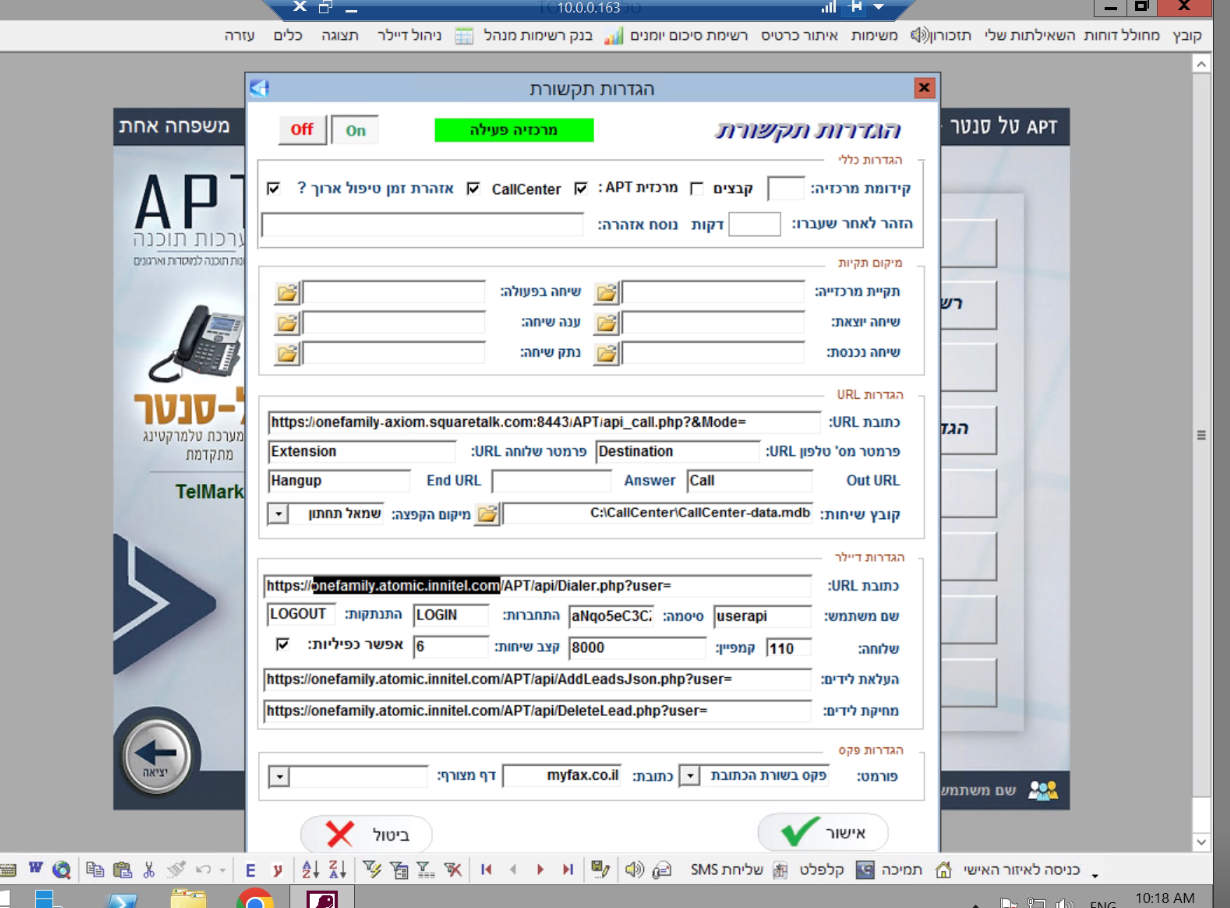 10.0.0.163
קובץ מחולל דוחות השאילתות שלי תזכורון משימות איתור כרטיס רשימת סיכום יומנים בנק רשימות מנהל ניהול דיילר תצוגה כלים עזרה
הגדרות תקשורת
APT טל סנטר
משפחה אחת
הגדרות תקשורת
מרכזיה פעילה
On
Off
הגדרות כללי
קידומת מרכזיה: קבצים מרכזית APT : CallCenter אזהרת זמן טיפול ארוך ?
הזהר לאחר שעברו: דקות נוסח אזהרה:
מיקום תקיות
תקיית מרכזייה: שיחה בפעולה:
שיחה יוצאת: ענה שיחה:
שיחה נכנסת: נתק שיחה:
הגדרות URL
כתובת URL: https://onefamily-axiom.squaretalk.com:8443/APT/api_call.php?&Mode=
פרמטר מס' טלפון URL: Destination פרמטר שלוחה URL: Extension
Out URL Call Answer End URL Hangup
קובץ שיחות: C:\CallCenter\CallCenter-data.mdb מיקום הקפצה: שמאל תחתון
הגדרות דיילר
כתובת URL: https://onefamily.atomic.innitel.com/APT/api/Dialer.php?user=
שם משתמש: userapi סיסמה: aNqo5eC3C התחברות: LOGIN התנתקות: LOGOUT
שלוחה: 110 קמפיין: 8000 קצב שיחות: 6 אפשר כפיליות:
העלאת לידים: https://onefamily.atomic.innitel.com/APT/api/AddLeadsJson.php?user=
מחיקת לידים: https://onefamily.atomic.innitel.com/APT/api/DeleteLead.php?user=
הגדרות פקס
פורמט: פקס בשורת הכתובת כתובת: myfax.co.il דף מצורף:
אישור
ביטול
רש
הגד
שם משתמש
APT
ערכות תוכנה
ל-סנטר
מערכת טלמרקטינג
מתקדמת
TelMark
יציאה
כניסה לאיזור האישי תמיכה קלפלט שליחת SMS
ENG
10:18 AM